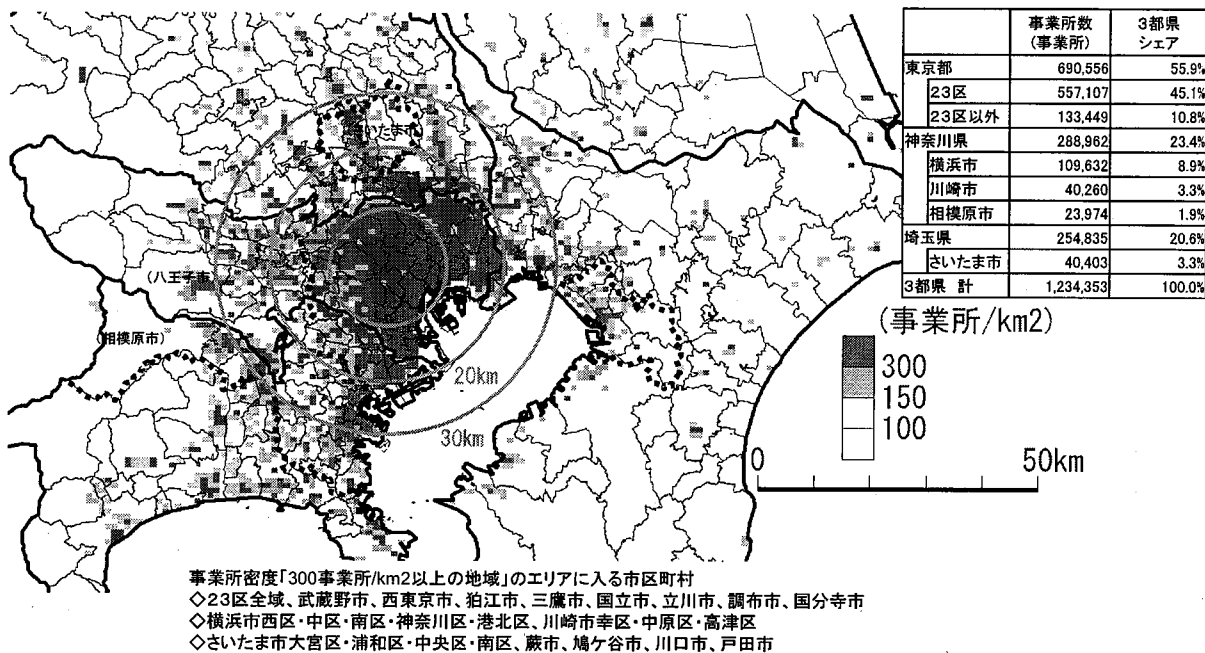 事業所数 3都県
(事業所) シェア
東京都 690,556 55.9%
23区 557,107 45.1%
23区以外 133,449 10.8%
神奈川県 288,962 23.4%
横浜市 109,632 8.9%
川崎市 40,260 3.3%
相模原市 23,974 1.9%
埼玉県 254,835 20.6%
さいたま市 40,403 3.3%
3都県 計 1,234,353 100.0%
さいたま市
(八王子市
(相模原市)
20km
30km
(事業所/km2)
300
150
100
0 50km
事業所密度「300事業所/km2以上の地域」のエリアに入る市区町村
◇23区全域、武蔵野市、西東京市、狛江市、三鷹市、国立市、立川市、調布市、国分寺市
◇横浜市西区・中区・南区・神奈川区・港北区、川崎市幸区・中原区・高津区
◇さいたま市大宮区・浦和区・中央区・南区、蕨市、鳩ケ谷市、川口市、戸田市